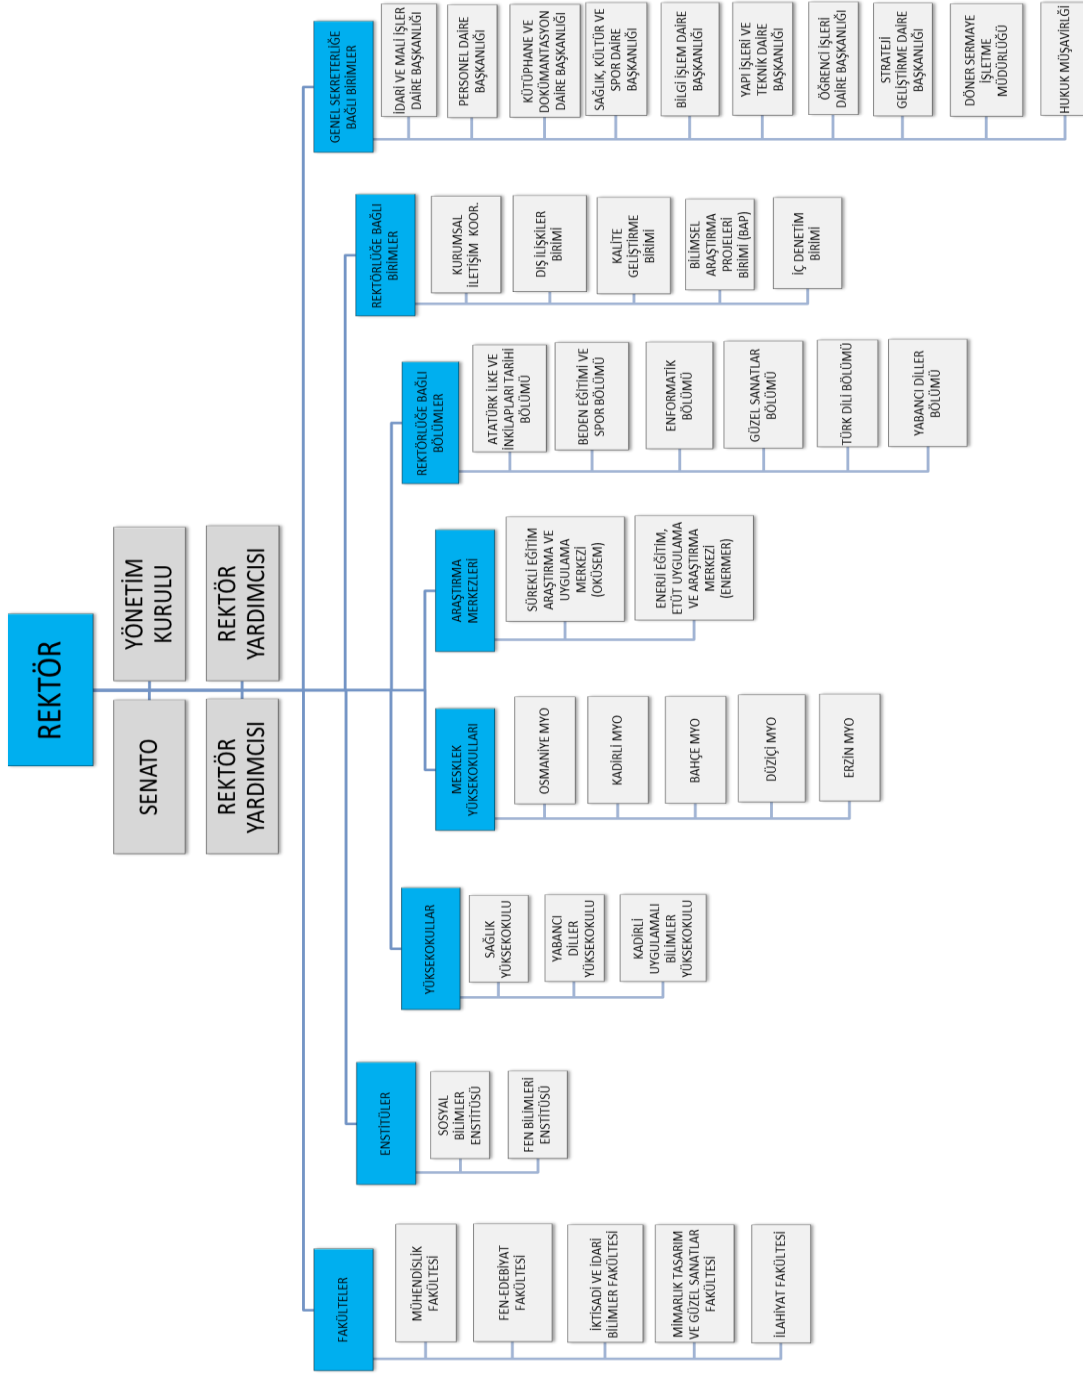 REKTÖR
SENATO
YÖNETİM
KURULU
REKTÖR
YARDIMCISI
REKTÖR
YARDIMCISI
FAKÜLTELER
MÜHENDİSLİK
FAKÜLTESİ
FEN-EDEBİYAT
FAKÜLTESİ
İKTİSADİ VE İDARİ
BİLİMLER FAKÜLTESİ
MİMARLIK TASARIM
VE GÜZEL SANATLAR
FAKÜLTESİ
İLAHİYAT FAKÜLTESİ
ENSTİTÜLER
SOSYAL
BİLİMLER
ENSTİTÜSÜ
FEN BİLİMLERİ
ENSTİTÜSÜ
YÜKSEKOKULLAR
SAĞLIK
YÜKSEKOKULU
YABANCI
DİLLER
YÜKSEKOKULU
KADİRLİ
UYGULAMALI
BİLİMLER
YÜKSEKOKULU
MESKLEK
YÜKSEKOKULLARI
OSMANİYE MYO
KADİRLİ MYO
BAHÇE MYO
DÜZİÇİ MYO
ERZİN MYO
ARAŞTIRMA
MERKEZLERİ
SÜREKLİ EĞİTİM
ARAŞTIRMA VE
UYGULAMA
MERKEZİ
(OKÜSEM)
ENERJİ EĞİTİM,
ETÜT UYGULAMA
VE ARAŞTIRMA
MERKEZİ
(ENERMER)
REKTÖRLÜĞE BAĞLI
BÖLÜMLER
ATATÜRK İLKE VE
İNKİLAPLARI TARİHİ
BÖLÜMÜ
BEDEN EĞİTİMİ VE
SPOR BÖLÜMÜ
ENFORMATİK
BÖLÜMÜ
GÜZEL SANATLAR
BÖLÜMÜ
TÜRK DİLİ BÖLÜMÜ
YABANCI DİLLER
BÖLÜMÜ
REKTÖRLÜĞE BAĞLI
BİRİMLER
KURUMSAL
İLETİŞİM KOOR.
DIŞ İLİŞKİLER
BİRİMİ
KALİTE
GELİŞTİRME
BİRİMİ
BİLİMSEL
ARAŞTIRMA
PROJELERİ
BİRİMİ (BAP)
İÇ DENETİM
BİRİMİ
GENEL SEKRETERLİĞE
BAĞLI BİRİMLER
İDARİ VE MALİ İŞLER
DAİRE BAŞKANLIĞI
PERSONEL DAİRE
BAŞKANLIĞI
KÜTÜPHANE VE
DOKÜMANTASYON
DAİRE BAŞKANLIĞI
SAĞLIK, KÜLTÜR VE
SPOR DAİRE
BAŞKANLIĞI
BİLGİ İŞLEM DAİRE
BAŞKANLIĞI
YAPI İŞLERİ VE
TEKNİK DAİRE
BAŞKANLIĞI
ÖĞRENCİ İŞLERİ
DAİRE BAŞKANLIĞI
STRATEJİ
GELİŞTİRME DAİRE
BAŞKANLIĞI
DÖNER SERMAYE
İŞLETME
MÜDÜRLÜĞÜ
HUKUK MÜŞAVİRLĞİ